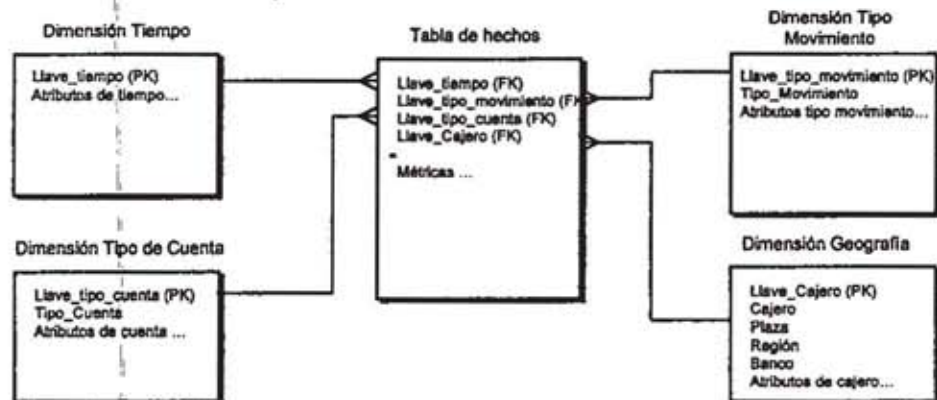 Dimensión Tiempo
Llave_tiempo (PK)
Atributos de tiempo...
Dimensión Tipo de Cuenta
Llave_tipo_cuenta (PK)
Tipo_Cuenta
Atributos de cuenta ...
Tabla de hechos
Llave_tiempo (FK)
Llave_tipo_movimiento (FK)
Llave_tipo_cuenta (FK)
Llave_Cajero (FK)
Métricas ...
Dimensión Tipo
Movimiento
Llave_tipo_movimiento (PK)
Tipo_Movimiento
Atributos tipo movimiento...
Dimensión Geografía
Llave_Cajero (PK)
Cajero
Plaza
Región
Banco
Atributos de cajero...